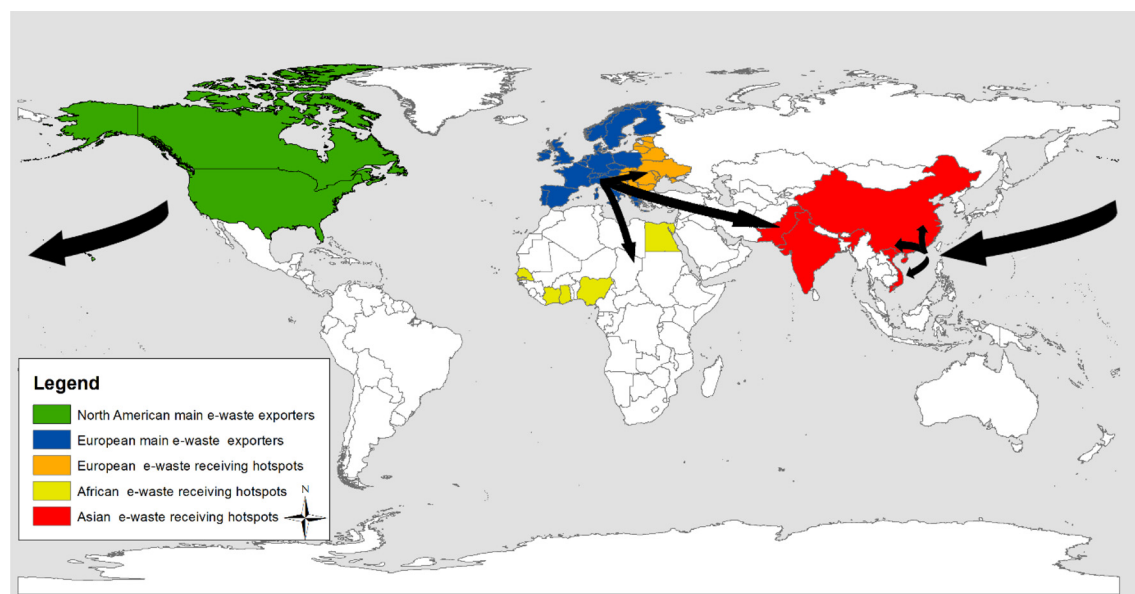 Legend
North American main e-waste exporters
European main e-waste  exporters
European  e-waste receiving hotspots
African  e-waste receiving hotspots
Asian  e-waste receiving hotspots
N